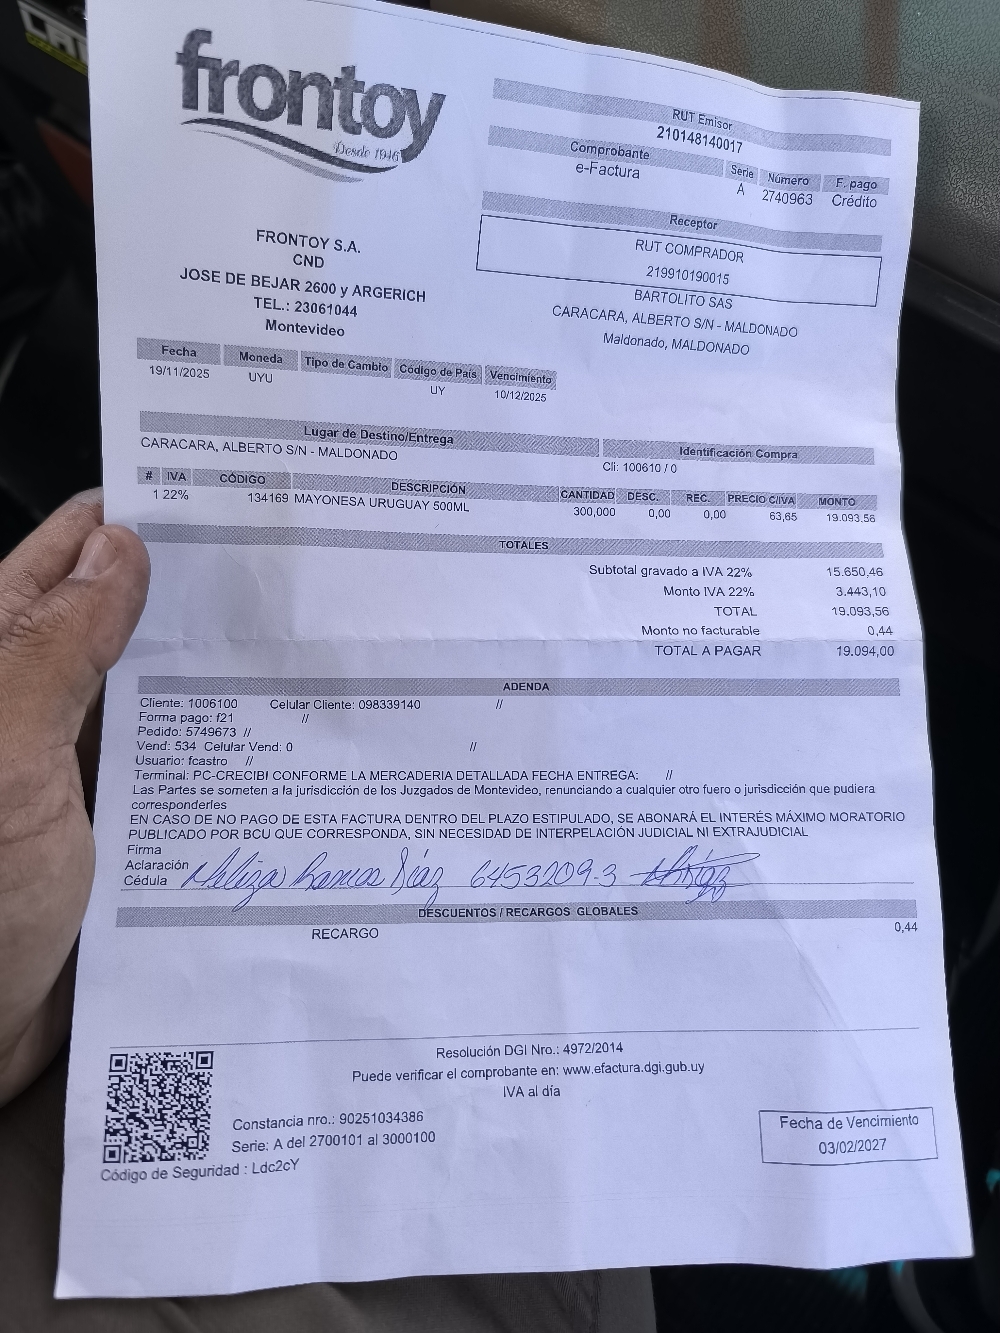 frontoy
Desde 1946
RUT Emisor
210148140017
Comprobante Serie Número F. pago
e-Factura A 2740963 Crédito
Receptor
RUT COMPRADOR
219910190015
BARTOLITO SAS
CARACARA, ALBERTO S/N - MALDONADO
Maldonado, MALDONADO
FRONTOY S.A.
CND
JOSE DE BEJAR 2600 y ARGERICH
TEL.: 23061044
Montevideo
Fecha Moneda Tipo de Cambio Código de País Vencimiento
19/11/2025 UYU UY 10/12/2025
Lugar de Destino/Entrega Identificación Compra
CARACARA, ALBERTO S/N - MALDONADO Cli: 100610 / 0
# IVA CÓDIGO DESCRIPCIÓN CANTIDAD DESC. REC. PRECIO C/IVA MONTO
1 22% 134169 MAYONESA URUGUAY 500ML 300,000 0,00 0,00 63,65 19.093,56
TOTALES
Subtotal gravado a IVA 22% 15.650,46
Monto IVA 22% 3.443,10
TOTAL 19.093,56
Monto no facturable 0,44
TOTAL A PAGAR 19.094,00
ADENDA
Cliente: 1006100 Celular Cliente: 098339140 //
Forma pago: f21 //
Pedido: 5749673 //
Vend: 534 Celular Vend: 0 //
Usuario: fcastro //
Terminal: PC-CRECIBI CONFORME LA MERCADERIA DETALLADA FECHA ENTREGA: //
Las Partes se someten a la jurisdicción de los Juzgados de Montevideo, renunciando a cualquier otro fuero o jurisdicción que pudiera
corresponderles
EN CASO DE NO PAGO DE ESTA FACTURA DENTRO DEL PLAZO ESTIPULADO, SE ABONARÁ EL INTERÉS MÁXIMO MORATORIO
PUBLICADO POR BCU QUE CORRESPONDA, SIN NECESIDAD DE INTERPELACIÓN JUDICIAL NI EXTRAJUDICIAL
Firma
Aclaración
Cédula Ramos Díaz 6453209-3
DESCUENTOS / RECARGOS GLOBALES
RECARGO 0,44
Resolución DGI Nro.: 4972/2014
Puede verificar el comprobante en: www.efactura.dgi.gub.uy
IVA al día
Constancia nro.: 90251034386
Serie: A del 2700101 al 3000100
Código de Seguridad : Ldc2cY
Fecha de Vencimiento
03/02/2027